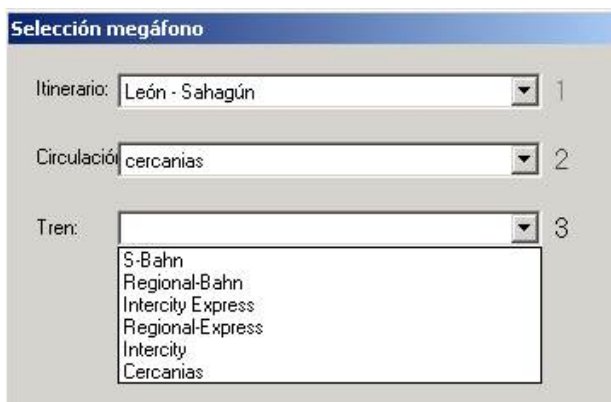 Selección megáfono
Itinerario: León - Sahagún 1
Circulació cercanias 2
Tren: 3
S-Bahn
Regional-Bahn
Intercity Express
Regional-Express
Intercity
Cercanias